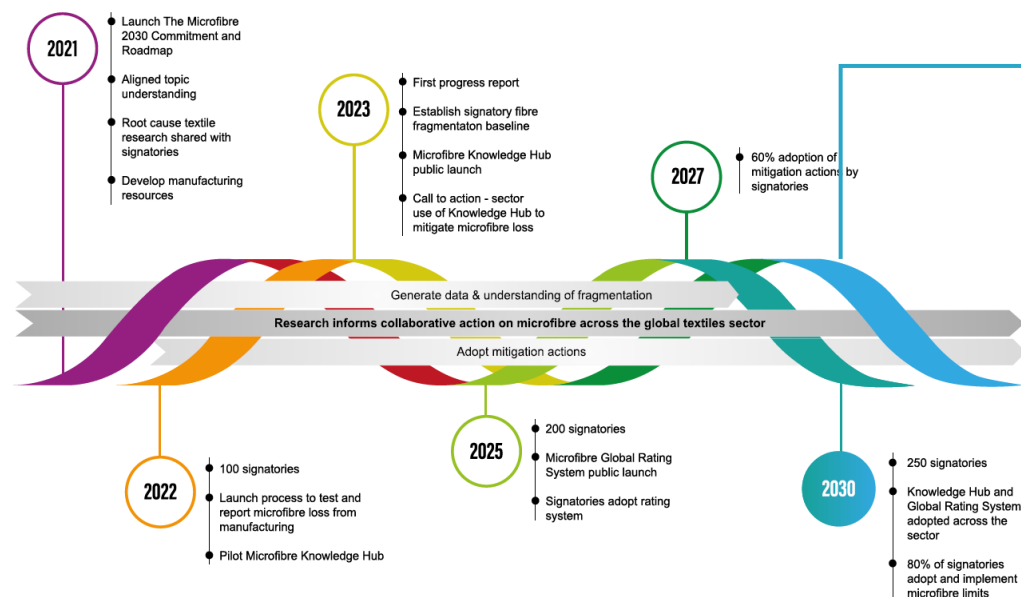 2021
Launch The Microfibre
2030 Commitment and
Roadmap
Aligned topic
understanding
Root cause textile
research shared with
signatories
Develop manufacturing
resources
2023
First progress report
Establish signatory fibre
fragmentaton baseline
Microfibre Knowledge Hub
public launch
Call to action - sector
use of Knowledge Hub to
mitigate microfibre loss
2027
60% adoption of
mitigation actions by
signatories
Generate data & understanding of fragmentation
Research informs collaborative action on microfibre across the global textiles sector
Adopt mitigation actions
2022
100 signatories
Launch process to test and
report microfibre loss from
manufacturing
Pilot Microfibre Knowledge Hub
2025
200 signatories
Microfibre Global Rating
System public launch
Signatories adopt rating
system
2030
250 signatories
Knowledge Hub and
Global Rating System
adopted across the
sector
80% of signatories
adopt and implement
microfibre limits